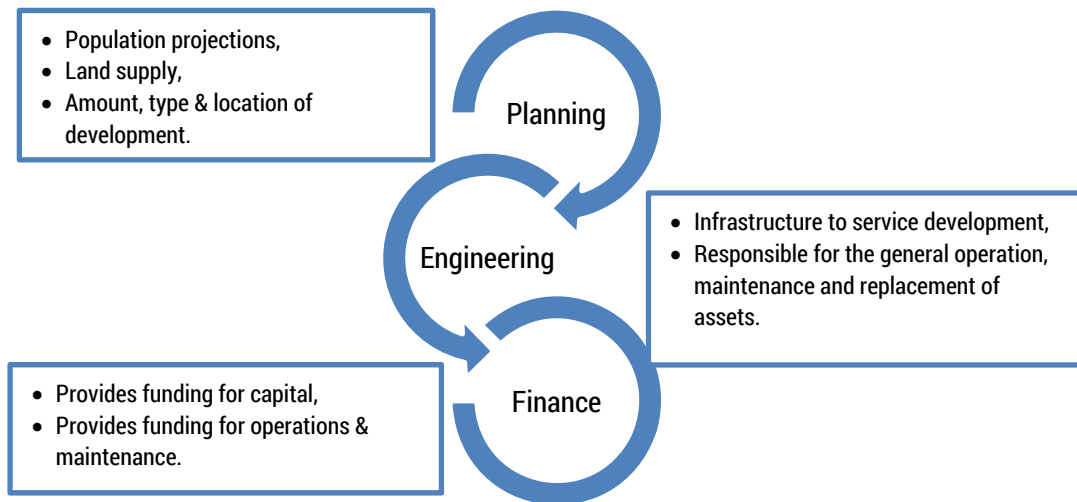 • Population projections,
• Land supply,
• Amount, type & location of
development.
Planning
Engineering
• Infrastructure to service development,
• Responsible for the general operation,
maintenance and replacement of
assets.
• Provides funding for capital,
• Provides funding for operations &
maintenance.
Finance